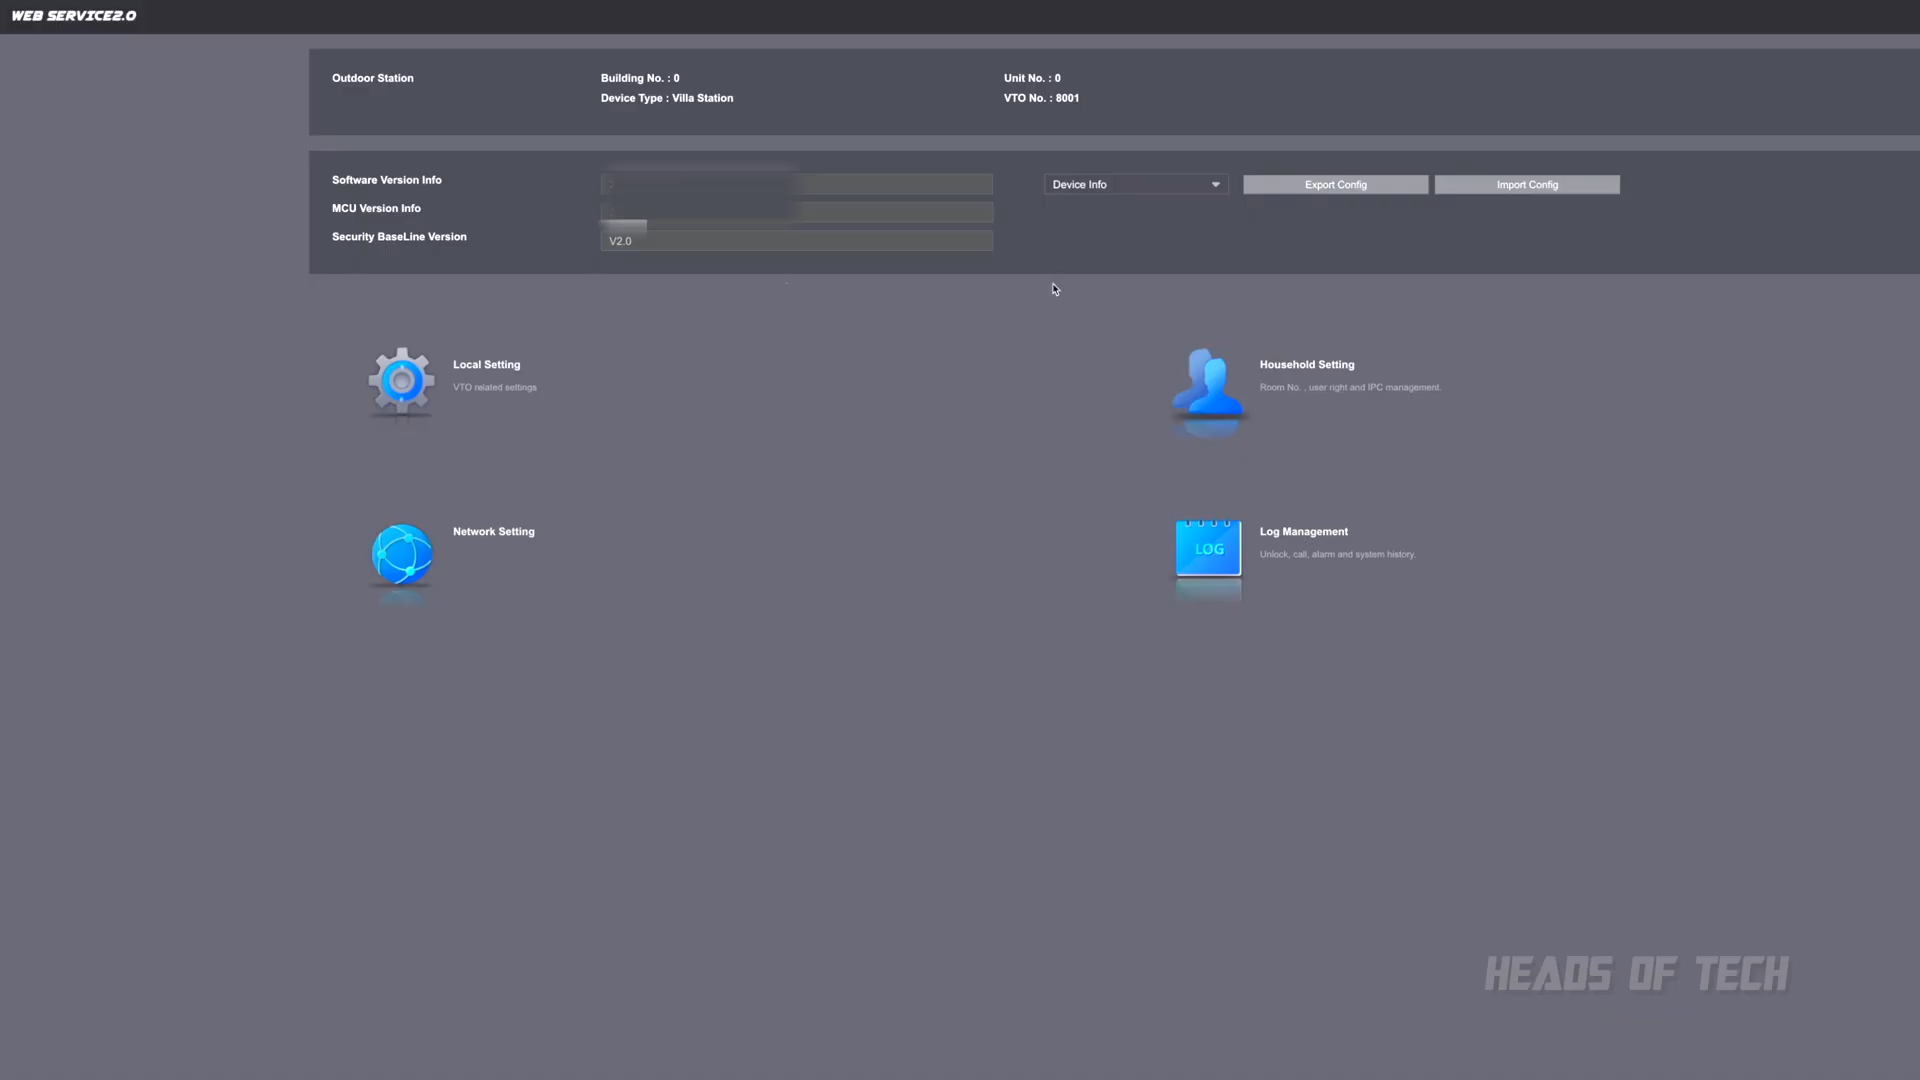 WEB SERVICE2.0
Outdoor Station
Building No. : 0
Unit No. : 0
Device Type : Villa Station
VTO No. : 8001
Software Version Info
Device Info
Export Config
Import Config
MCU Version Info
Security BaseLine Version
V2.0
Local Setting
VTO related settings
Household Setting
Room No. , user right and IPC management.
Network Setting
Log Management
LOG
Unlock, call, alarm and system history.
HEADS OF TECH